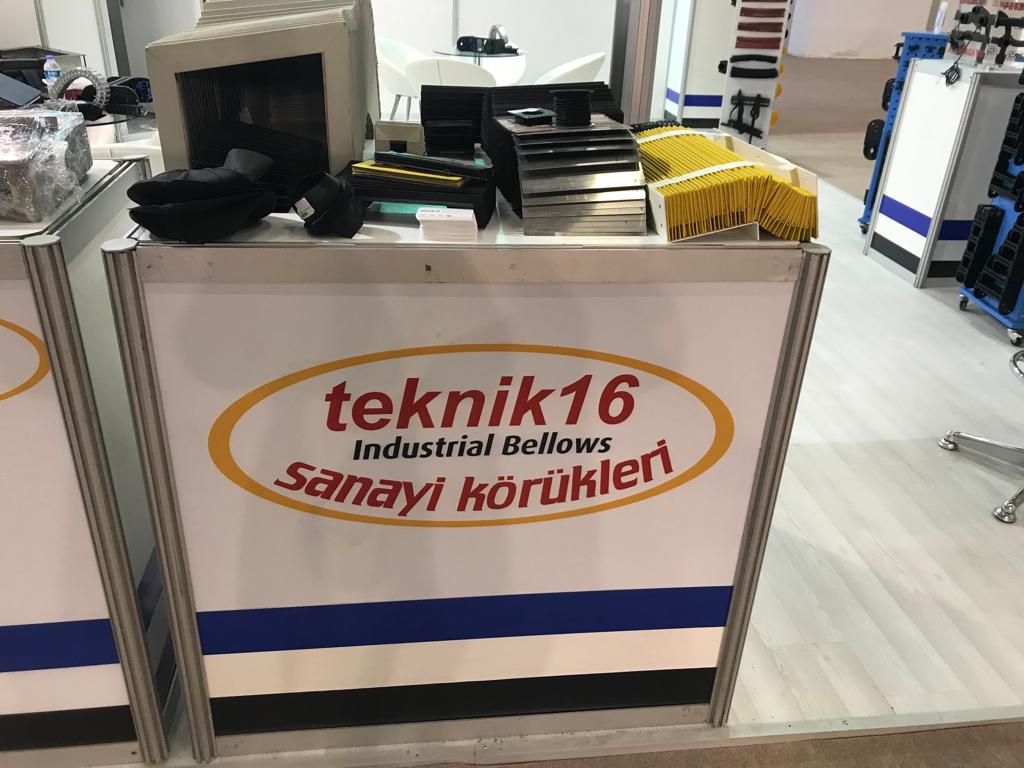 teknik16
Industrial Bellows
sanayi körükleri